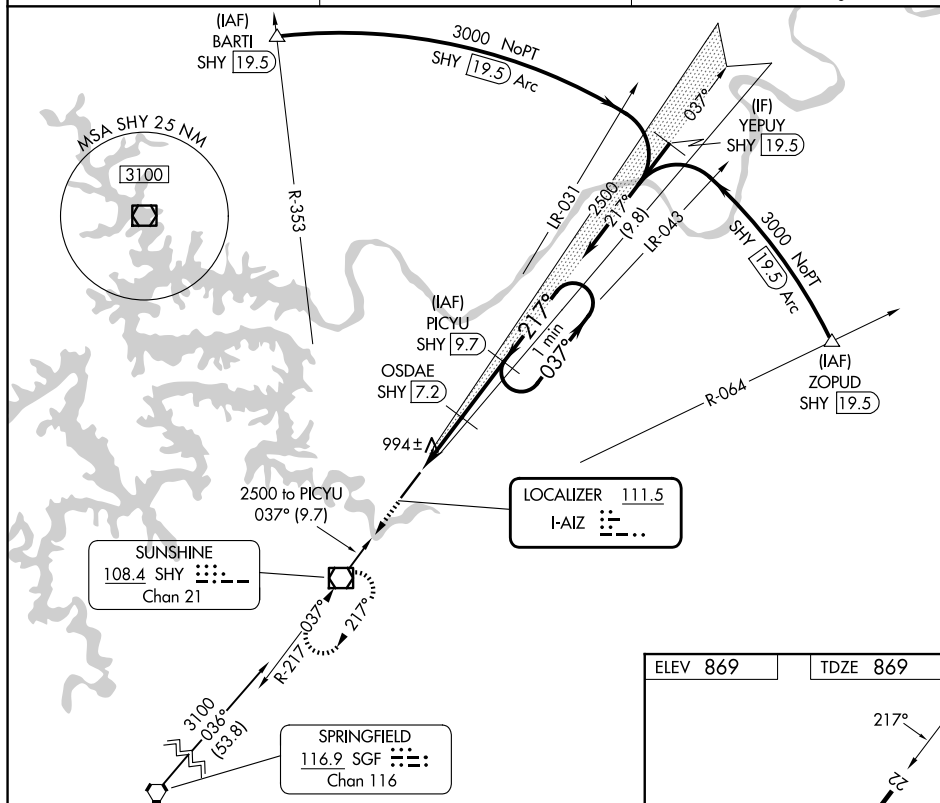 (IAF)
BARTI
SHY 19.5
3000 NoPT
SHY 19.5 Arc
MSA SHY 25 NM
3100
R-353
LR-031
037°
(IF)
YEPUY
SHY 19.5
2500
217°
(9.8)
LR-043
3000 NoPT
SHY 19.5 Arc
(IAF)
PICYU
SHY 9.7
217°
1 min
037°
OSDAE
SHY 7.2
R-064
(IAF)
ZOPUD
SHY 19.5
994±
2500 to PICYU
037° (9.7)
LOCALIZER 111.5
I-AIZ
SUNSHINE
108.4 SHY
Chan 21
037°
217°
R-217
3100
036°
(53.8)
SPRINGFIELD
116.9 SGF
Chan 116
ELEV 869
TDZE 869
217°
22